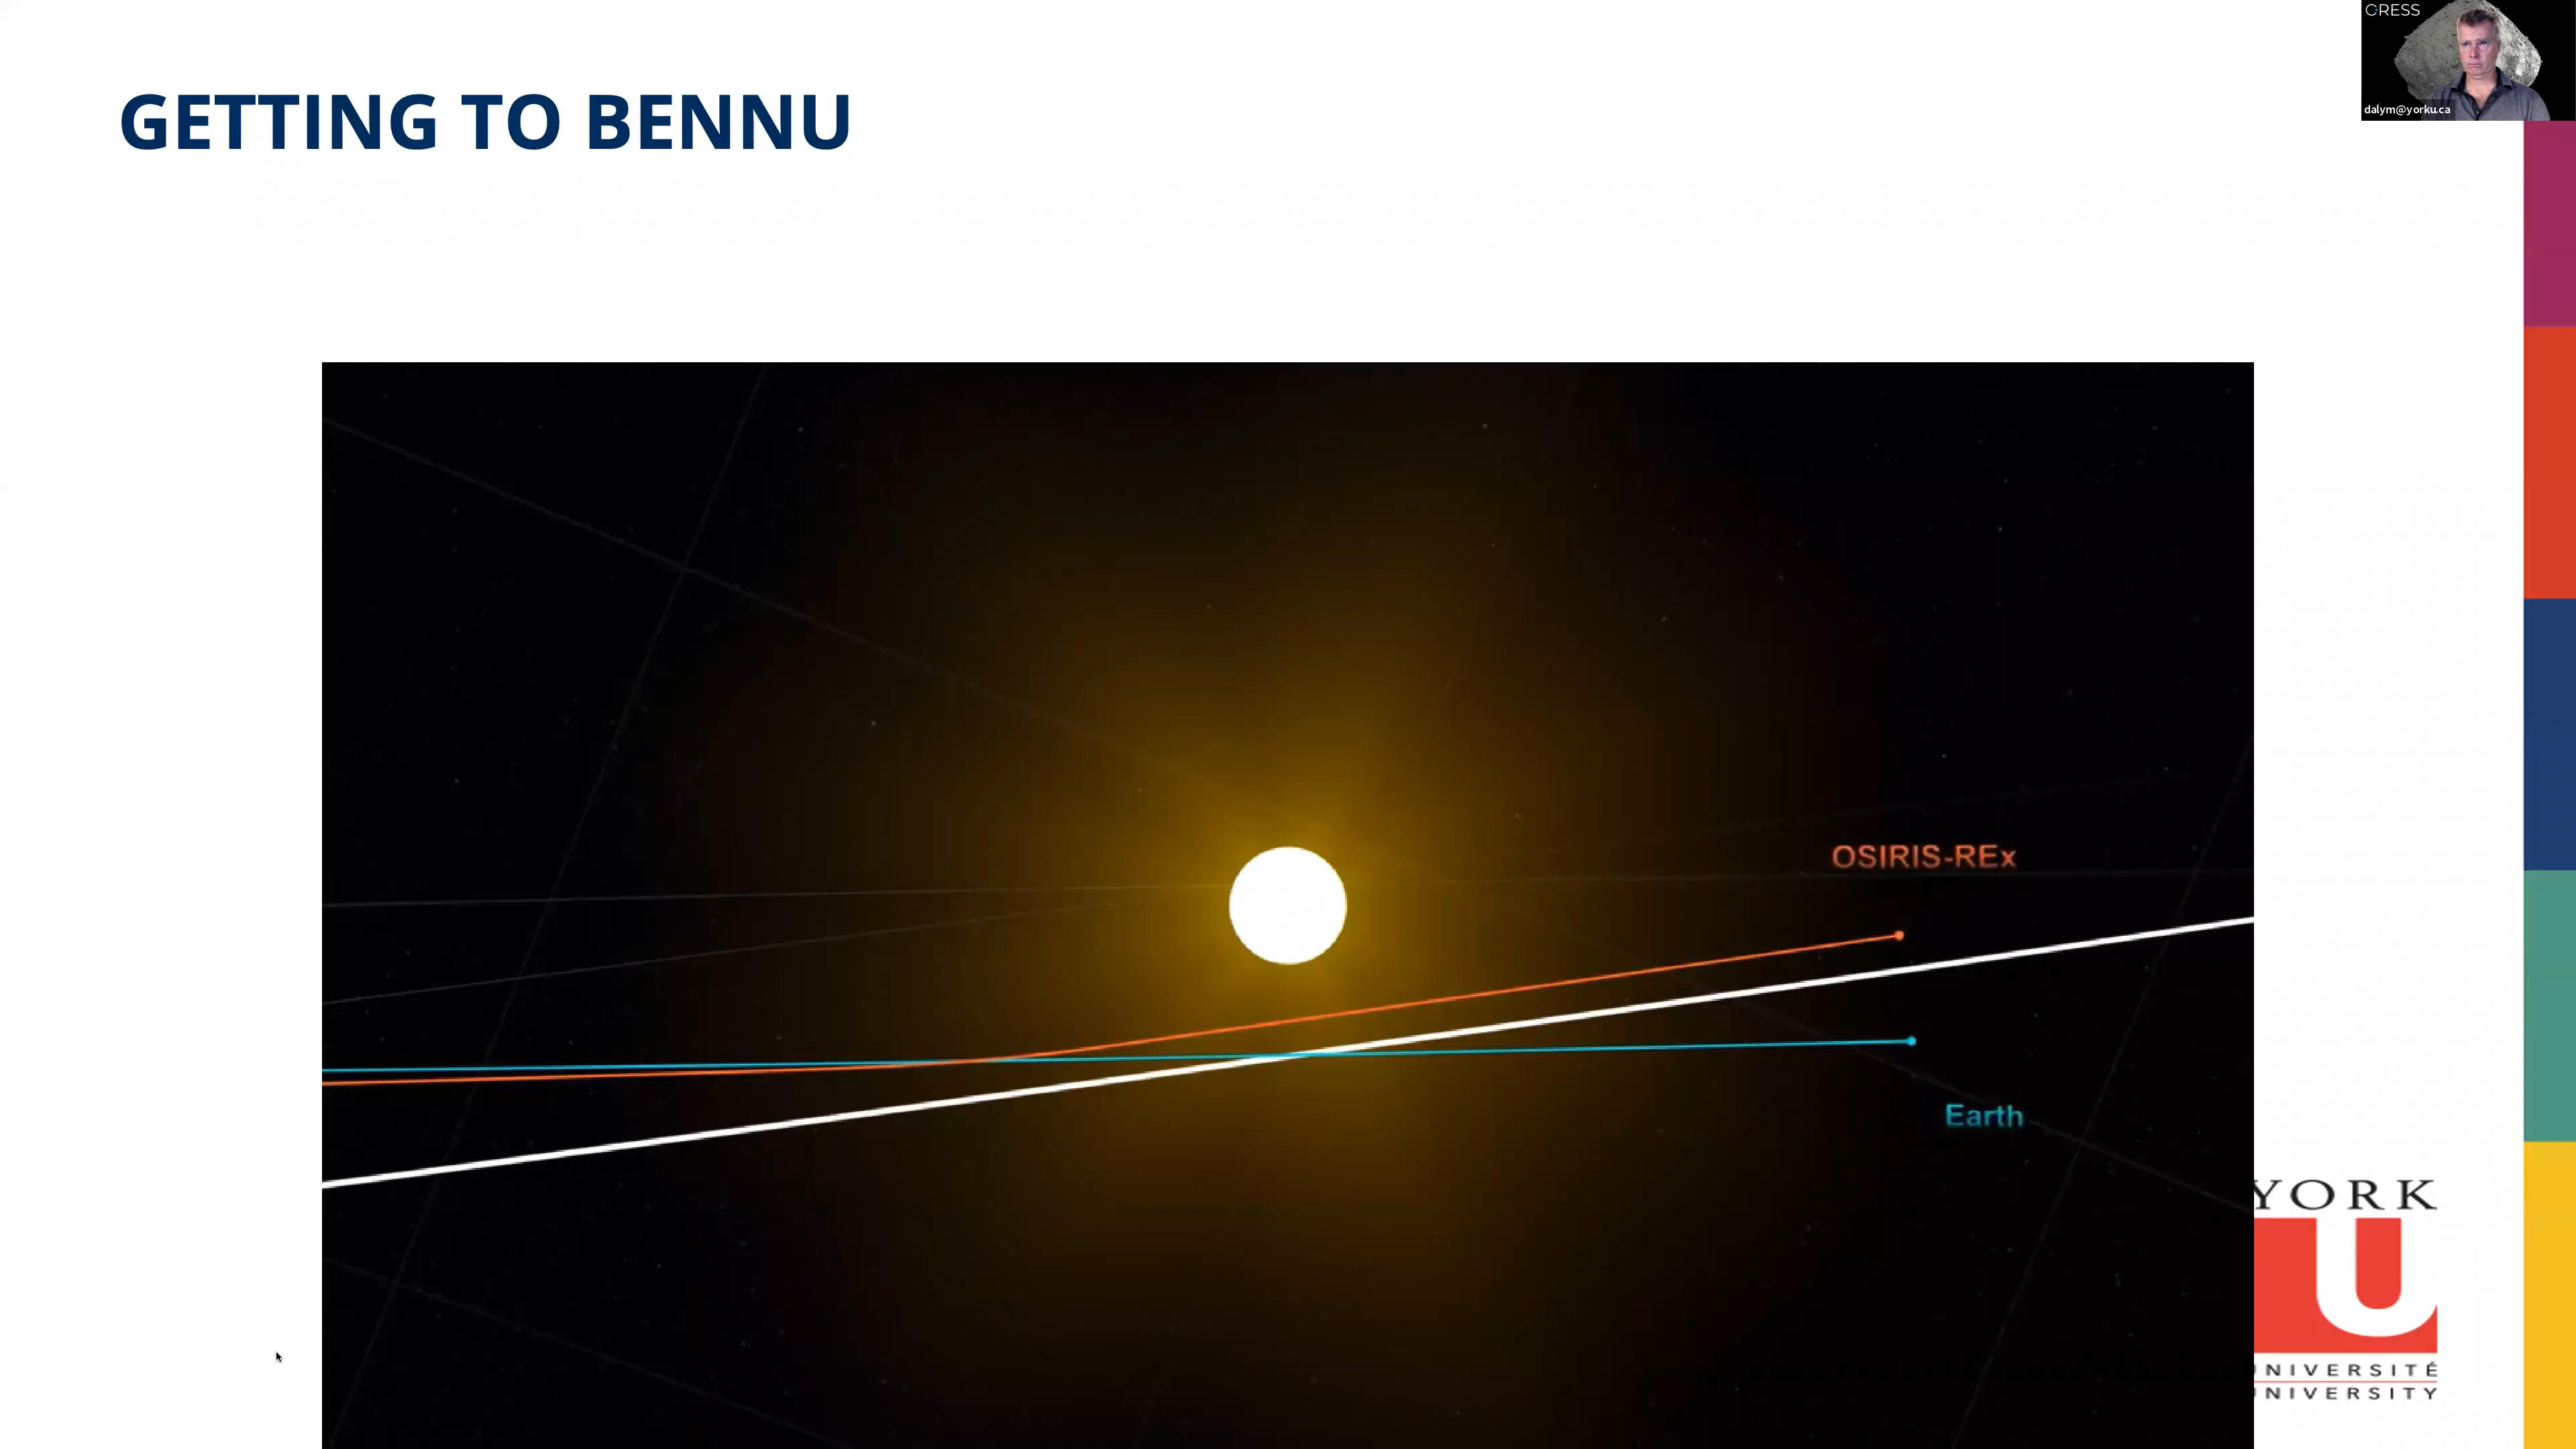 CRESS
dalym@yorku.ca
GETTING TO BENNU
OSIRIS-REx
Earth
YORK
U
NIVERSITÉ
NIVERSITY